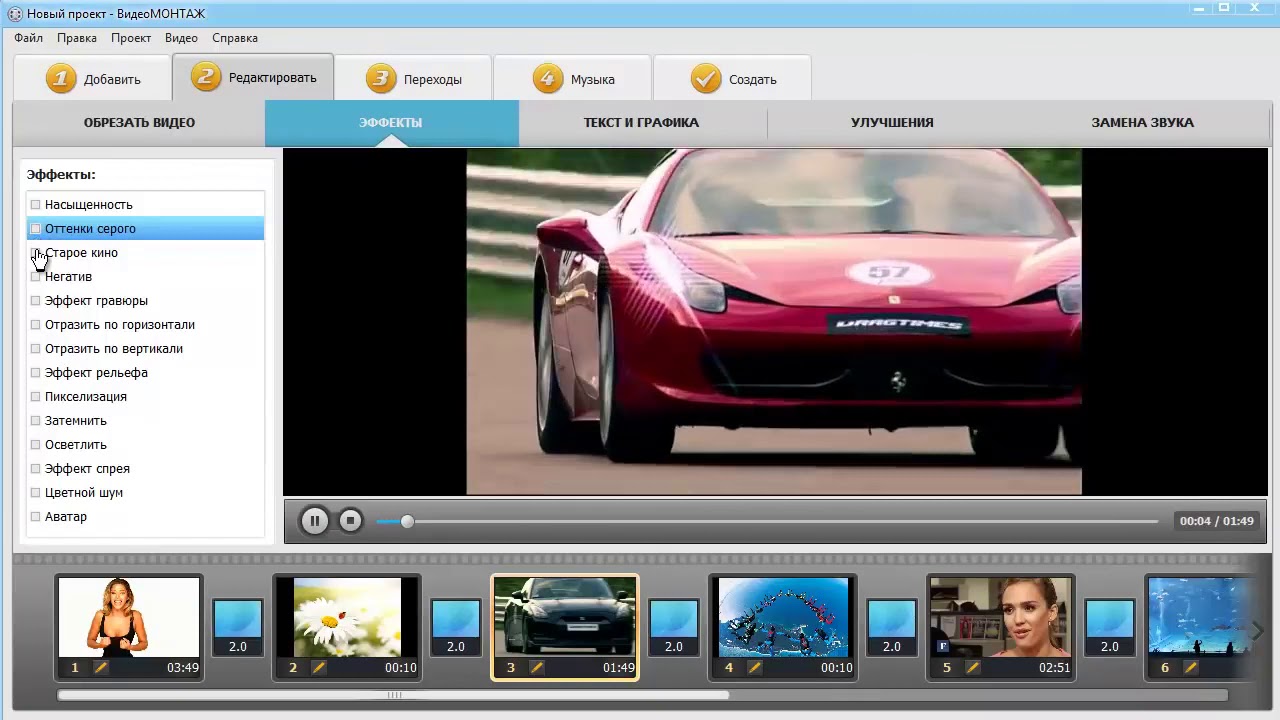 Новый проект - ВидеоМОНТАЖ
Файл Правка Проект Видео Справка
1 Добавить 2 Редактировать 3 Переходы 4 Музыка Создать
ОБРЕЗАТЬ ВИДЕО ЭФФЕКТЫ ТЕКСТ И ГРАФИКА УЛУЧШЕНИЯ ЗАМЕНА ЗВУКА
Эффекты:
Насыщенность
Оттенки серого
Старое кино
Негатив
Эффект гравюры
Отразить по горизонтали
Отразить по вертикали
Эффект рельефа
Пикселизация
Затемнить
Осветлить
Эффект спрея
Цветной шум
Аватар
57
DRAGTIMES
00:04 / 01:49
2.0 2.0 2.0 2.0 2.0
1 03:49 2 00:10 3 01:49 4 00:10 5 02:51 6